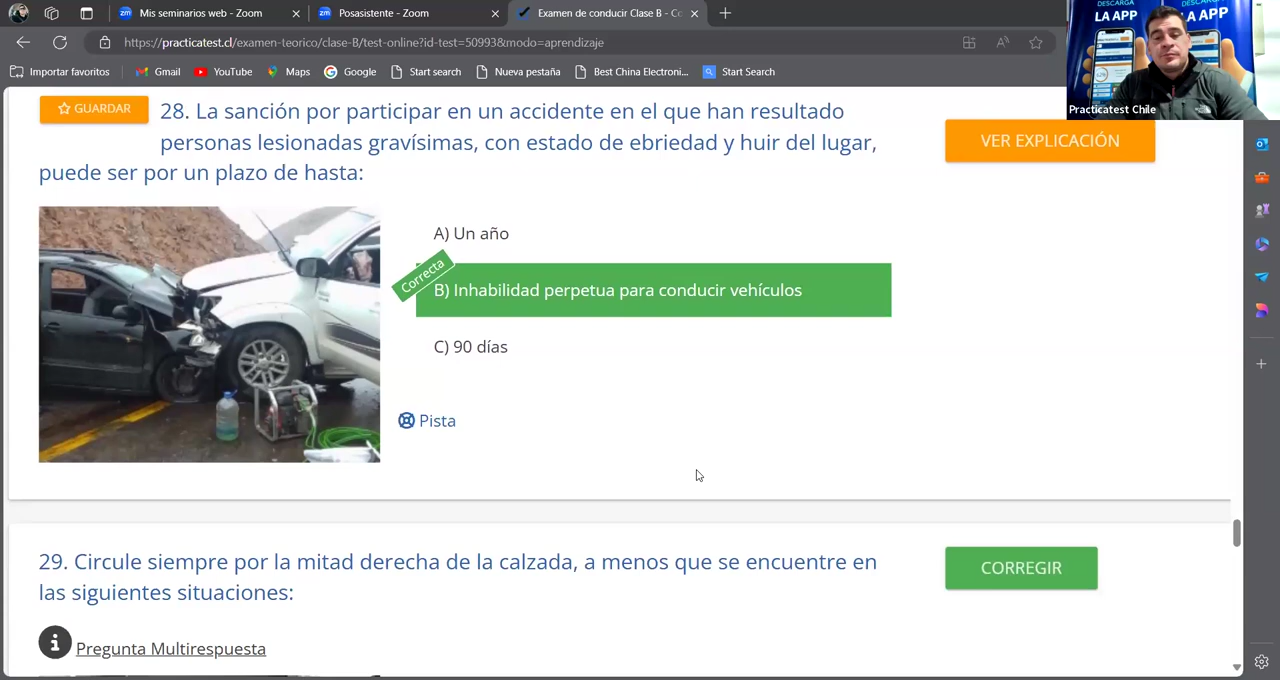 Mis seminarios web - Zoom
Posasistente - Zoom
Examen de conducir Clase B - Co
https://practicatest.cl/examen-teorico/clase-B/test-online?id-test=50993&modo=aprendizaje
Importar favoritos
Gmail
YouTube
Maps
Google
Start search
Nueva pestaña
Best China Electroni...
Start Search
DESCARGA
LA APP
LA APP
Practicatest Chile
GUARDAR
28. La sanción por participar en un accidente en el que han resultado
personas lesionadas gravísimas, con estado de ebriedad y huir del lugar,
puede ser por un plazo de hasta:
VER EXPLICACIÓN
A) Un año
Correcta
B) Inhabilidad perpetua para conducir vehículos
C) 90 días
Pista
29. Circule siempre por la mitad derecha de la calzada, a menos que se encuentre en
las siguientes situaciones:
CORREGIR
Pregunta Multirespuesta